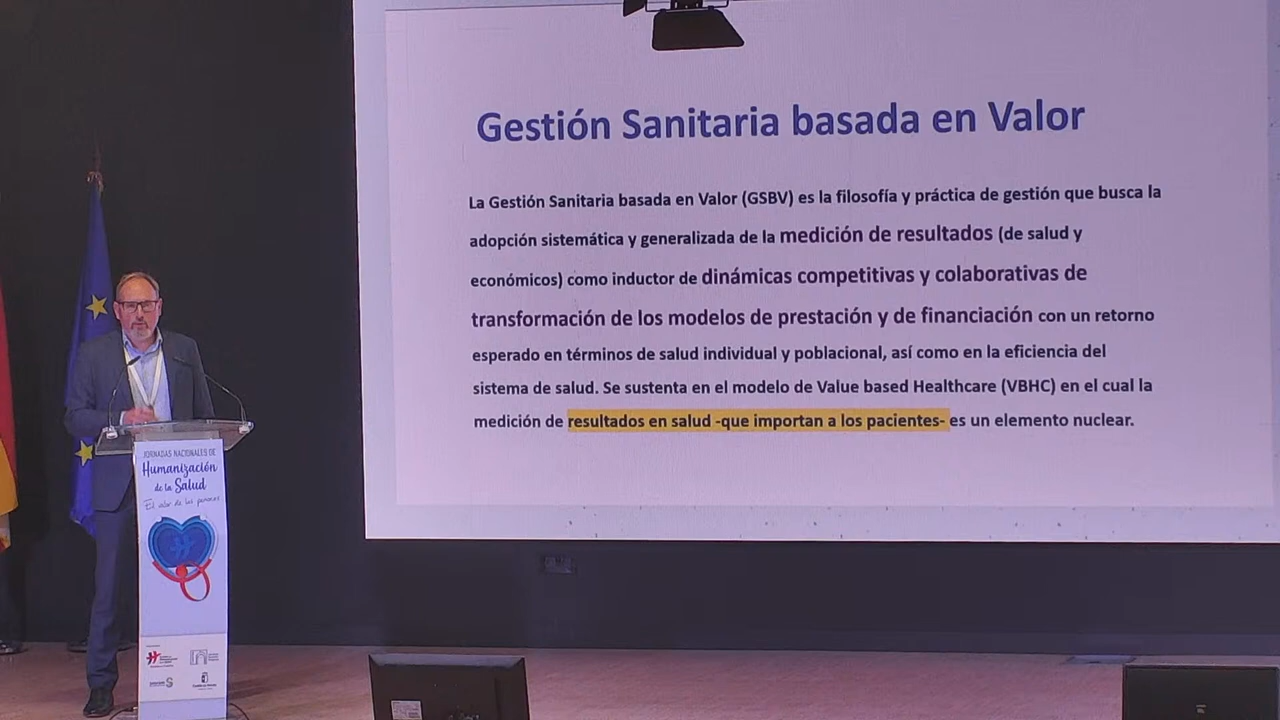 Gestión Sanitaria basada en Valor
La Gestión Sanitaria basada en Valor (GSBV) es la filosofía y práctica de gestión que busca la
adopción sistemática y generalizada de la medición de resultados (de salud y
económicos) como inductor de dinámicas competitivas y colaborativas de
transformación de los modelos de prestación y de financiación con un retorno
esperado en términos de salud individual y poblacional, así como en la eficiencia del
sistema de salud. Se sustenta en el modelo de Value based Healthcare (VBHC) en el cual la
medición de resultados en salud -que importan a los pacientes- es un elemento nuclear.
JORNADAS NACIONALES DE
Humanización
de la Salud
El valor de las personas